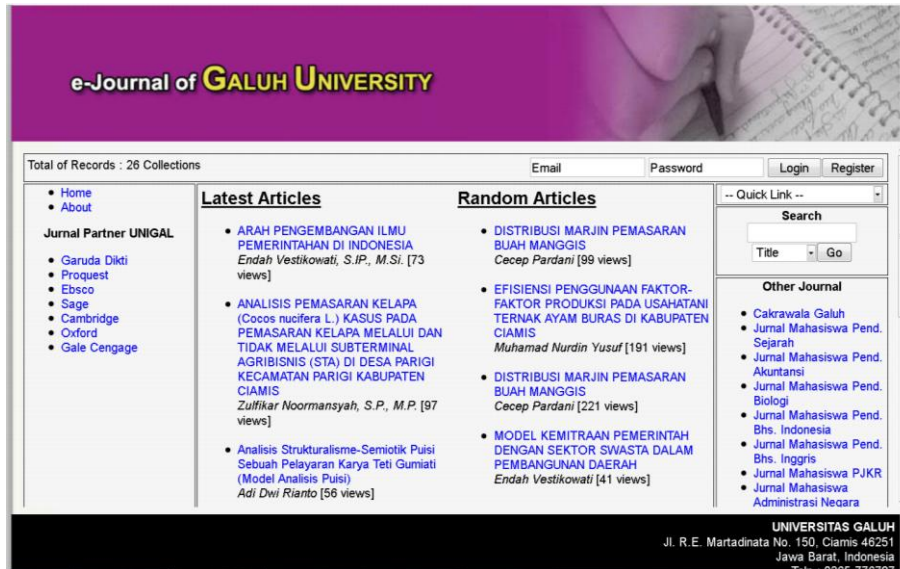 e-Journal of GALUH UNIVERSITY
Total of Records : 26 Collections
Email
Password
Login
Register
Home
About
Jurnal Partner UNIGAL
Garuda Dikti
Proquest
Ebsco
Sage
Cambridge
Oxford
Gale Cengage
Latest Articles
ARAH PENGEMBANGAN ILMU
PEMERINTAHAN DI INDONESIA
Endah Vestikowati, S.IP., M.Si. [73
views]
ANALISIS PEMASARAN KELAPA
(Cocos nucifera L.) KASUS PADA
PEMASARAN KELAPA MELALUI DAN
TIDAK MELALUI SUBTERMINAL
AGRIBISNIS (STA) DI DESA PARIGI
KECAMATAN PARIGI KABUPATEN
CIAMIS
Zulfikar Noormansyah, S.P., M.P. [97
views]
Analisis Strukturalisme-Semiotik Puisi
Sebuah Pelayaran Karya Teti Gumiati
(Model Analisis Puisi)
Adi Dwi Rianto [56 views]
Random Articles
DISTRIBUSI MARJIN PEMASARAN
BUAH MANGGIS
Cecep Pardani [99 views]
EFISIENSI PENGGUNAAN FAKTOR-
FAKTOR PRODUKSI PADA USAHATANI
TERNAK AYAM BURAS DI KABUPATEN
CIAMIS
Muhamad Nurdin Yusuf [191 views]
DISTRIBUSI MARJIN PEMASARAN
BUAH MANGGIS
Cecep Pardani [221 views]
MODEL KEMITRAAN PEMERINTAH
DENGAN SEKTOR SWASTA DALAM
PEMBANGUNAN DAERAH
Endah Vestikowati [41 views]
-- Quick Link --
Search
Title
Go
Other Journal
Cakrawala Galuh
Jurnal Mahasiswa Pend.
Sejarah
Jurnal Mahasiswa Pend.
Akuntansi
Jurnal Mahasiswa Pend.
Biologi
Jurnal Mahasiswa Pend.
Bhs. Indonesia
Jurnal Mahasiswa Pend.
Bhs. Inggris
Jurnal Mahasiswa PJKR
Jurnal Mahasiswa
Administrasi Negara
UNIVERSITAS GALUH
Jl. R.E. Martadinata No. 150, Ciamis 46251
Jawa Barat, Indonesia